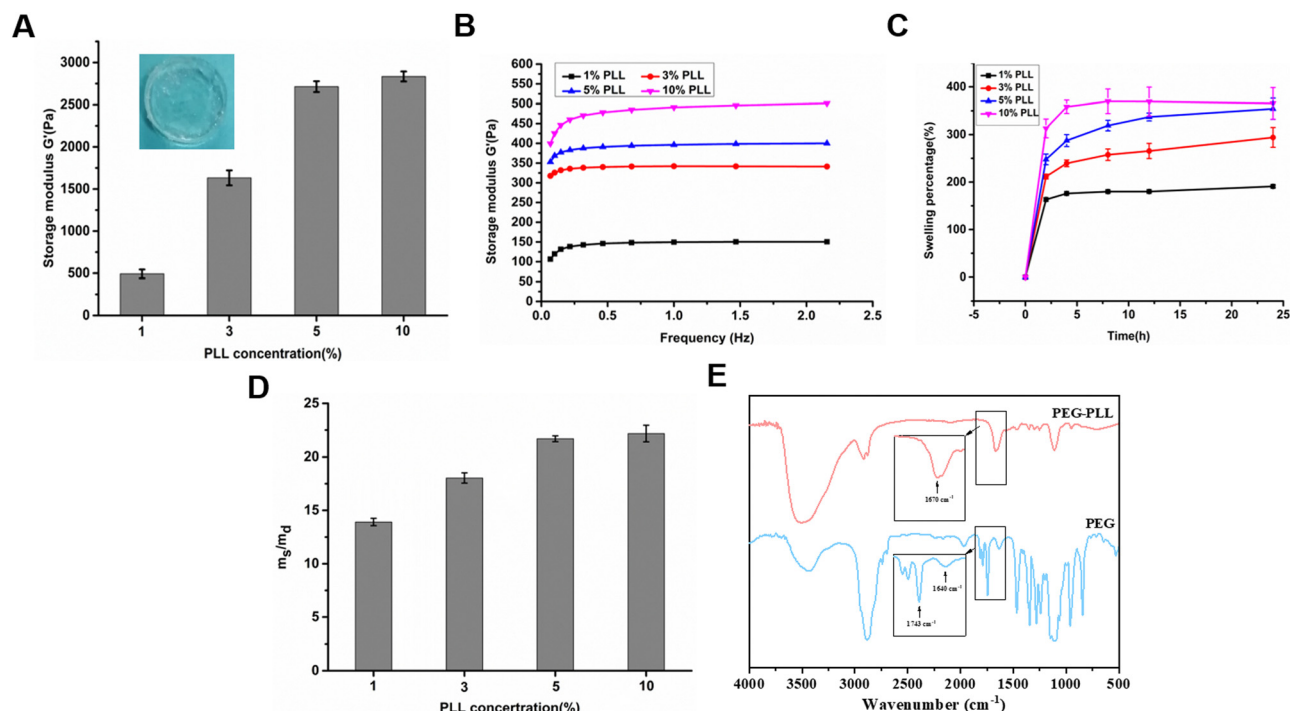 A
Storage modulus G'(Pa)
3000
2500
2000
1500
1000
500
0
1
3
5
10
PLL concentration(%)
B
Storage modulus G'(Pa)
600
550
500
450
400
350
300
250
200
150
100
50
0
1% PLL
3% PLL
5% PLL
10% PLL
0.0
0.5
1.0
1.5
2.0
2.5
Frequency (Hz)
C
Swelling percentage(%)
400
300
200
100
0
1% PLL
3% PLL
5% PLL
10% PLL
-5
0
5
10
15
20
25
Time(h)
D
ms/md
25
20
15
10
5
0
1
3
5
10
PLL concertration(%)
E
PEG-PLL
1670 cm⁻¹
PEG
1640 cm⁻¹
1743 cm⁻¹
4000
3500
3000
2500
2000
1500
1000
500
Wavenumber (cm⁻¹)